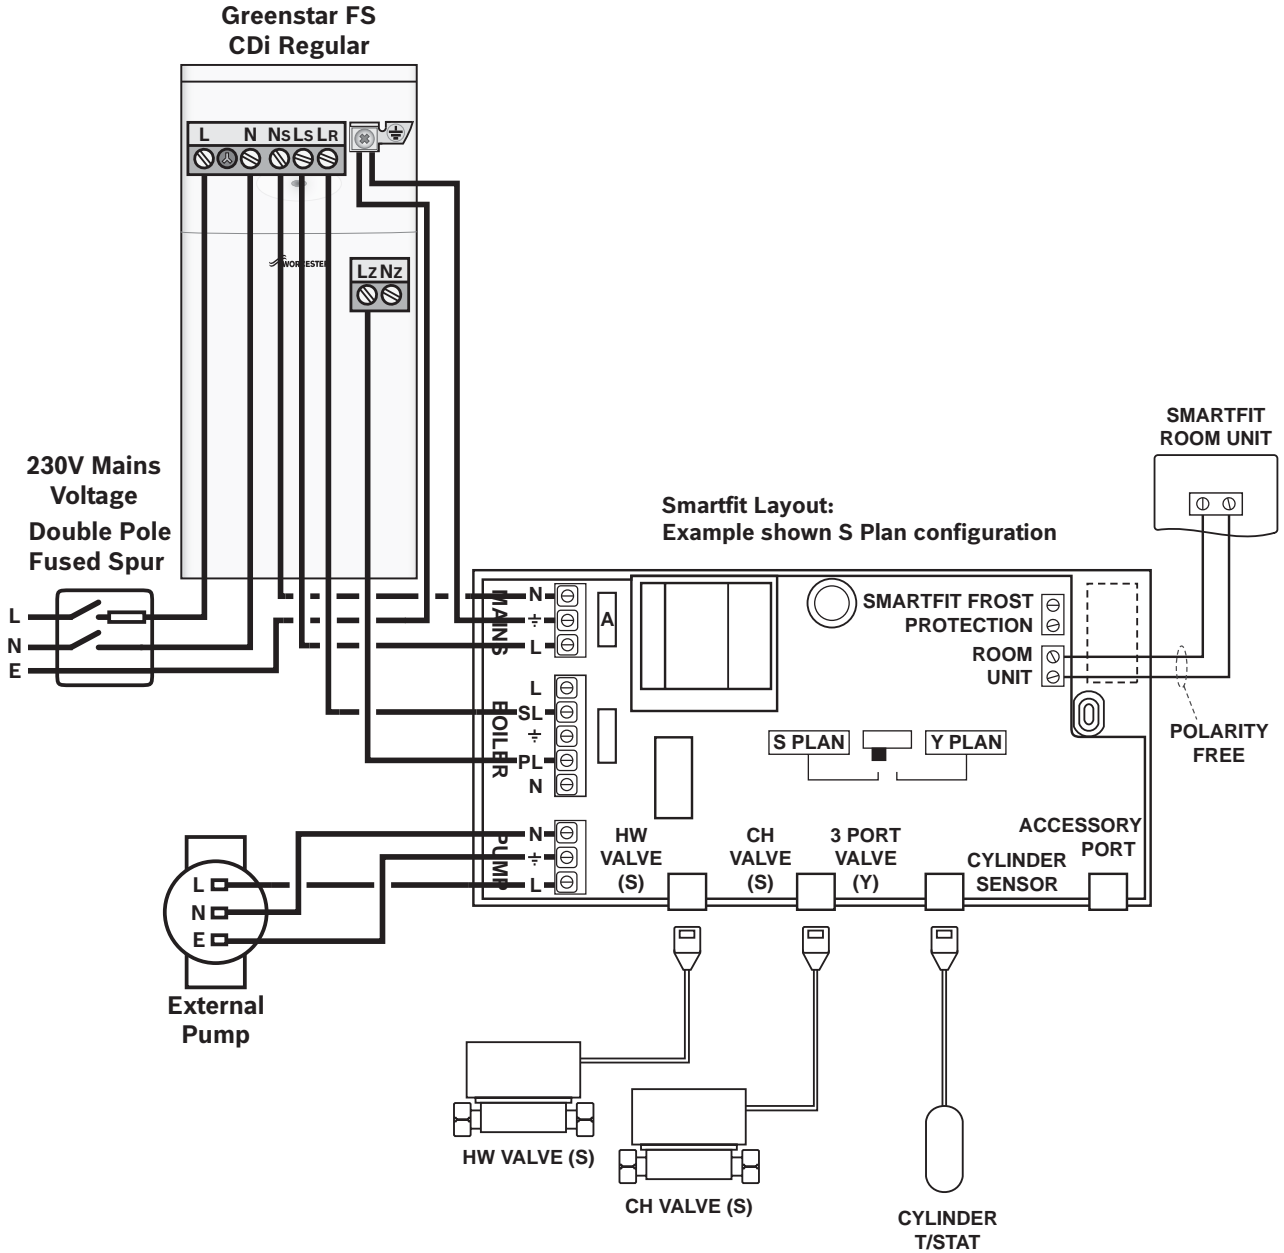 Greenstar FS
CDi Regular
L N NS LS LR
WORCESTER
LZ NZ
230V Mains
Voltage
Double Pole
Fused Spur
L
N
E
SMARTFIT
ROOM UNIT
Smartfit Layout:
Example shown S Plan configuration
MAINS
N
L
A
BOILER
L
SL
PL
N
PUMP
N
L
SMARTFIT FROST
PROTECTION
ROOM
UNIT
POLARITY
FREE
S PLAN
Y PLAN
HW
VALVE
(S)
CH
VALVE
(S)
3 PORT
VALVE
(Y)
CYLINDER
SENSOR
ACCESSORY
PORT
L
N
E
External
Pump
HW VALVE (S)
CH VALVE (S)
CYLINDER
T/STAT